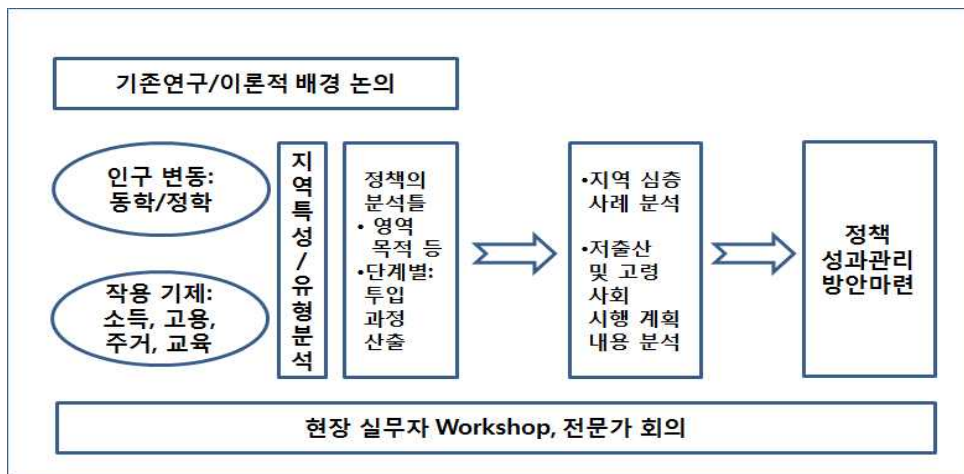 기존연구/이론적 배경 논의
인구 변동:
동학/정학
작용 기제:
소득, 고용,
주거, 교육
지
역
특
성
/
유
형
분
석
정책의
분석틀
• 영역
목적 등
•단계별:
투입
과정
산출
•지역 심층
사례 분석
•저출산
및 고령
사회
시행 계획
내용 분석
정책
성과관리
방안마련
현장 실무자 Workshop, 전문가 회의